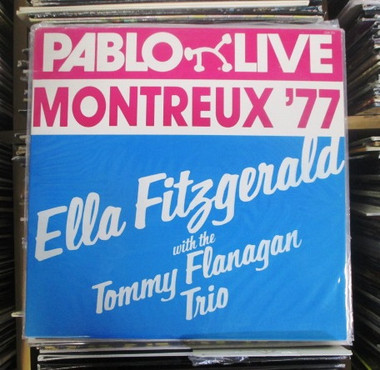 PABLO LIVE
MONTREUX '77
Ella Fitzgerald
with the
Tommy Flanagan
Trio